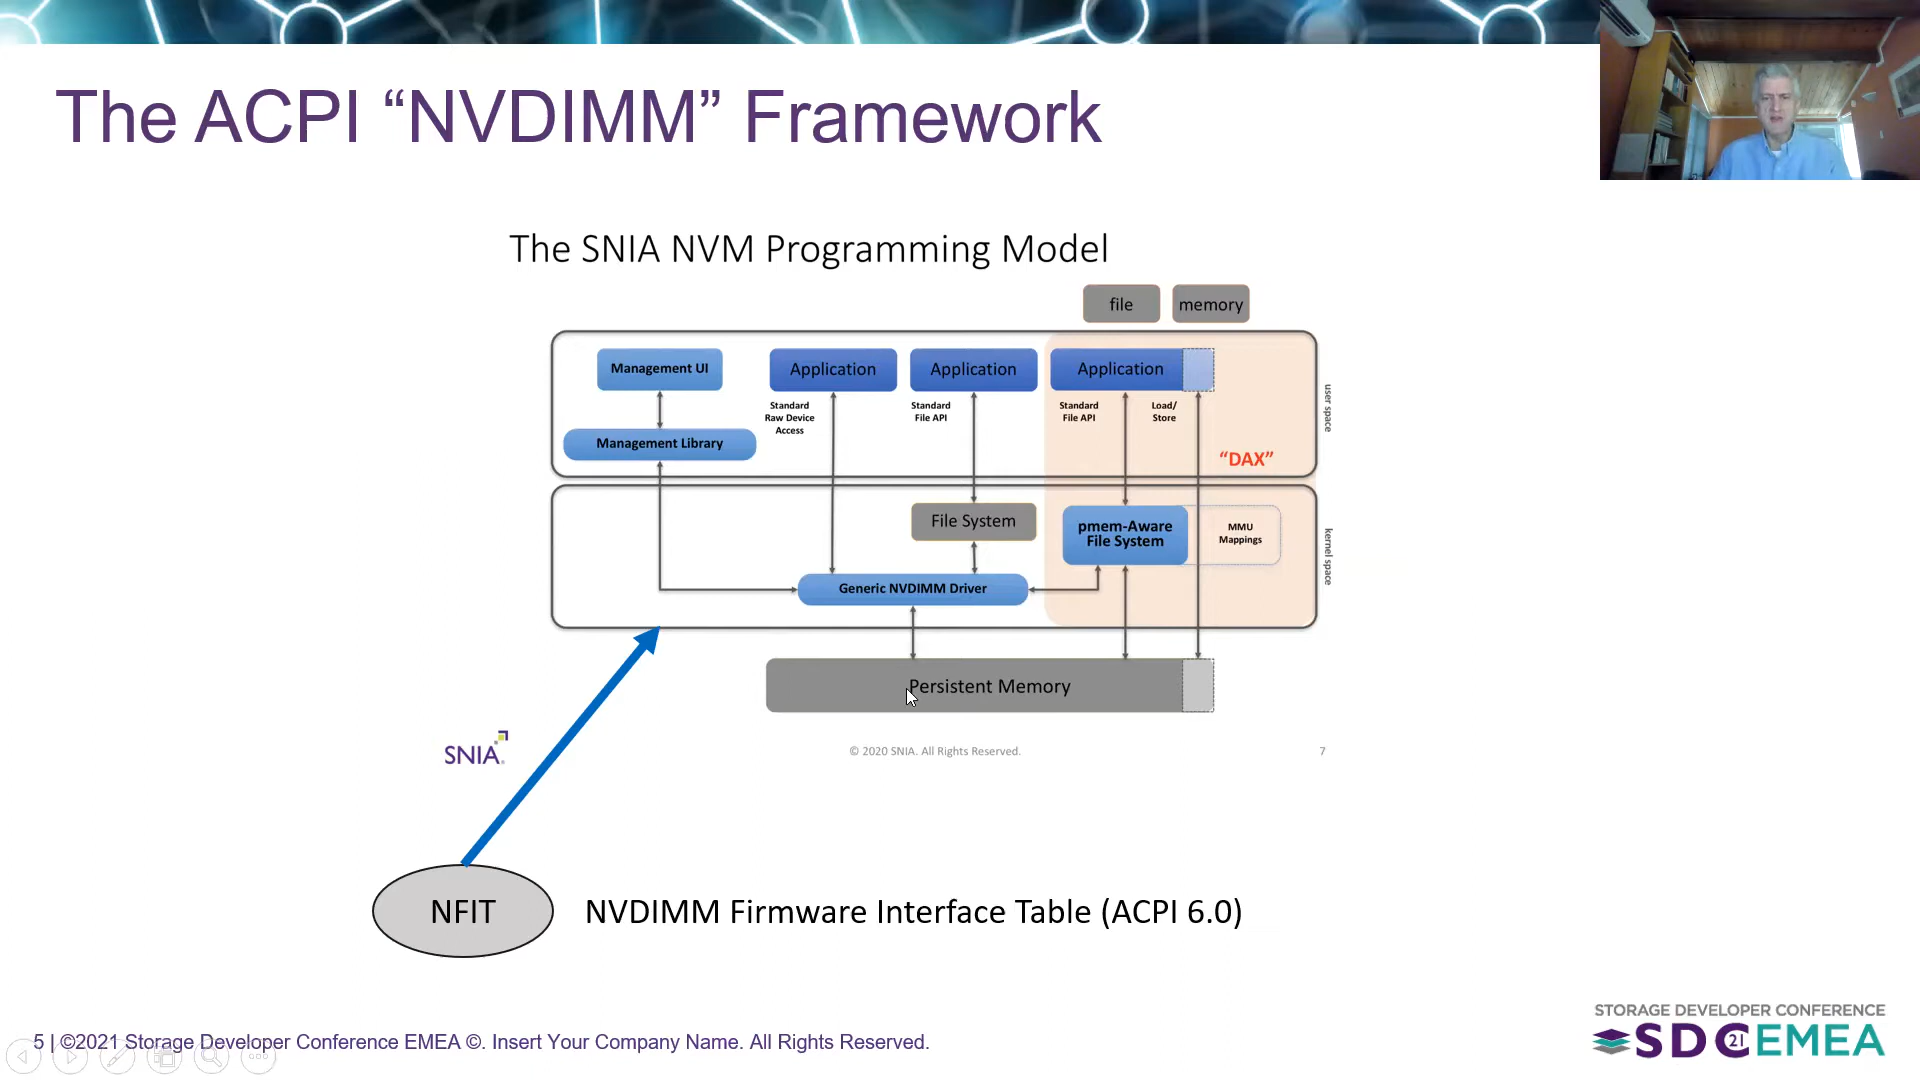 The ACPI “NVDIMM” Framework
The SNIA NVM Programming Model
file
memory
Management UI
Application
Application
Application
Standard
Raw Device
Access
Standard
File API
Standard
File API
Load/
Store
Management Library
“DAX”
user space
File System
pmem-Aware
File System
MMU
Mappings
Generic NVDIMM Driver
kernel space
Persistent Memory
SNIA
© 2020 SNIA. All Rights Reserved.
7
NFIT
NVDIMM Firmware Interface Table (ACPI 6.0)
STORAGE DEVELOPER CONFERENCE
SDC 21 EMEA
5 | ©2021 Storage Developer Conference EMEA ©. Insert Your Company Name. All Rights Reserved.